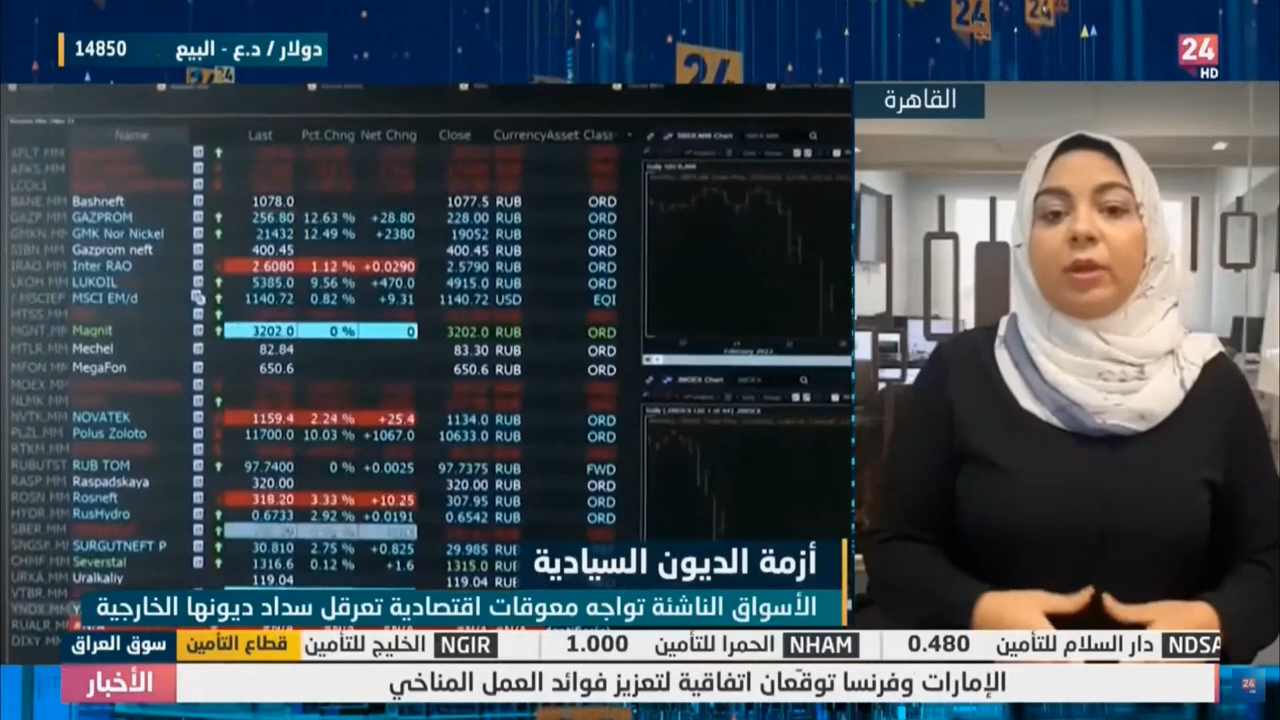 دولار / د.ع - البيع 14850
24
HD
القاهرة
Name Last Pct.Chng Net Chng Close Currency Asset Class
Bashneft 1078.0 1077.5 RUB ORD
GAZPROM 256.80 12.63 % +28.80 228.00 RUB ORD
GMK Nor Nickel 21432 12.49 % +2380 19052 RUB ORD
Gazprom neft 400.45 400.45 RUB ORD
Inter RAO 2.6080 1.12 % +0.0290 2.5790 RUB ORD
LUKOIL 5385.0 9.56 % +470.0 4915.0 RUB ORD
MSCI EM/d 1140.72 0.82 % +9.31 1140.72 USD EQI
Magnit 3202.0 0 % 0 3202.0 RUB ORD
Mechel 82.84 83.30 RUB ORD
MegaFon 650.6 650.6 RUB ORD
NOVATEK 1159.4 2.24 % +25.4 1134.0 RUB ORD
Polus Zoloto 11700.0 10.03 % +1067.0 10633.0 RUB ORD
RUB TOM 97.7400 0 % +0.0025 97.7375 RUB FWD
Raspadskaya 320.00 320.00 RUB ORD
Rosneft 318.20 3.33 % +10.25 307.95 RUB ORD
RusHydro 0.6733 2.92 % +0.0191 0.6542 RUB ORD
SURGUTNEFT P 30.810 2.75 % +0.825 29.985
Severstal 1316.6 0.12 % +1.6 1315.0
Uralkaliy 119.04 119.04
أزمة الديون السيادية
الأسواق الناشئة تواجه معوقات اقتصادية تعرقل سداد ديونها الخارجية
سوق العراق قطاع التأمين الخليج للتأمين NGIR 1.000 الحمرا للتأمين NHAM 0.480 دار السلام للتأمين NDSA
الأخبار الإمارات وفرنسا توقّعان اتفاقية لتعزيز فوائد العمل المناخي